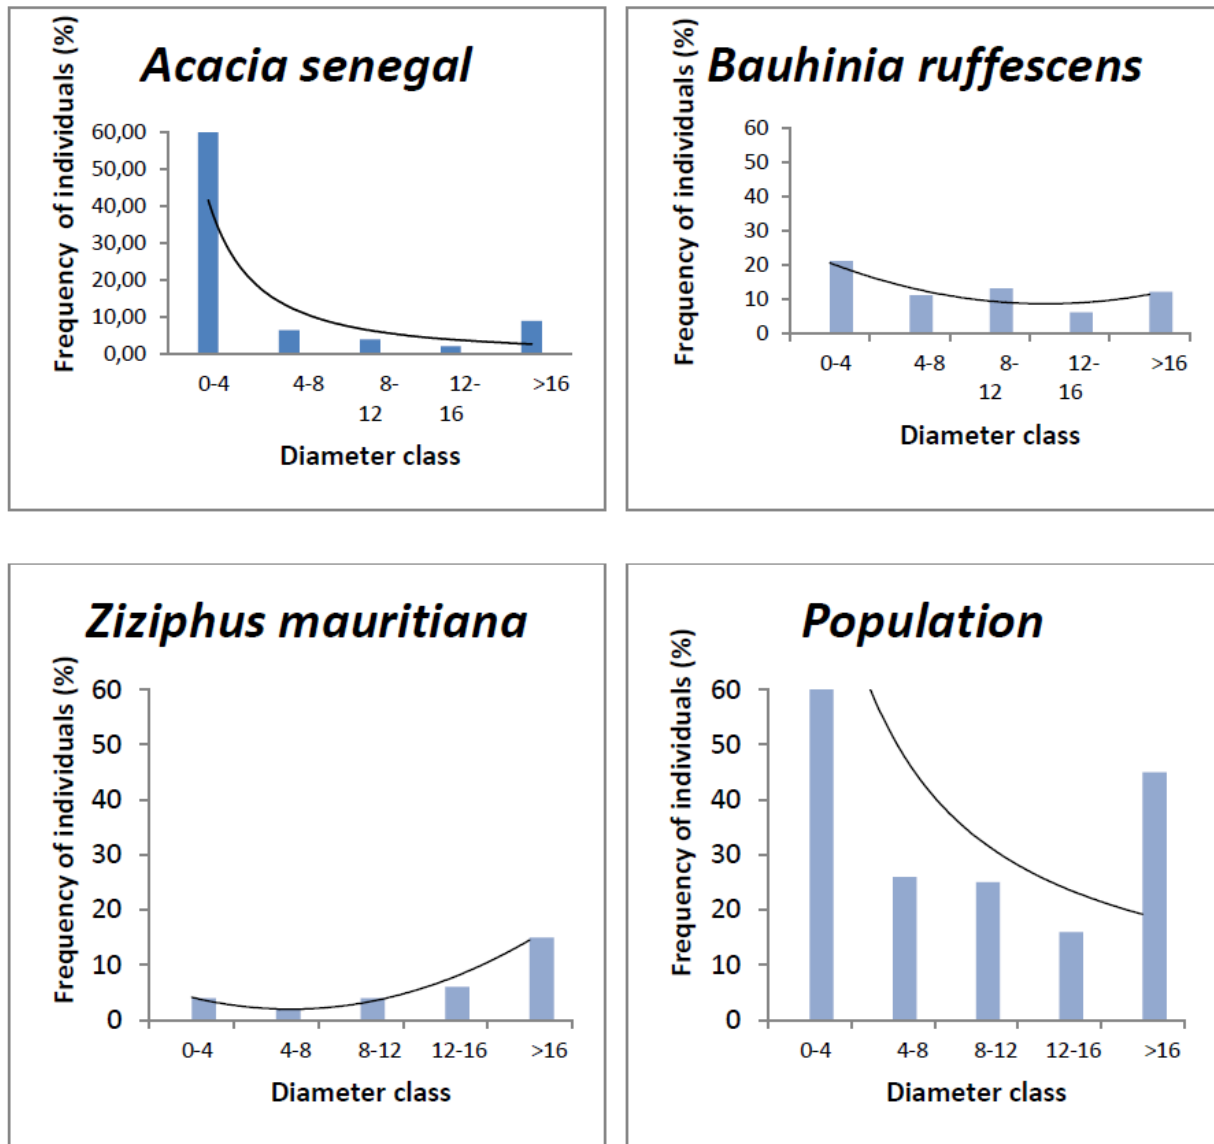 Acacia senegal
Frequency of individuals (%)
60,00
50,00
40,00
30,00
20,00
10,00
0,00
0-4 4-8 8- 12- >16
12 16
Diameter class
Bauhinia ruffescens
Frequency of individuals (%)
60
50
40
30
20
10
0
0-4 4-8 8- 12- >16
12 16
Diameter class
Ziziphus mauritiana
Frequency of individuals (%)
60
50
40
30
20
10
0
0-4 4-8 8-12 12-16 >16
Diameter class
Population
Frequency of individuals (%)
60
50
40
30
20
10
0
0-4 4-8 8-12 12-16 >16
Diameter class